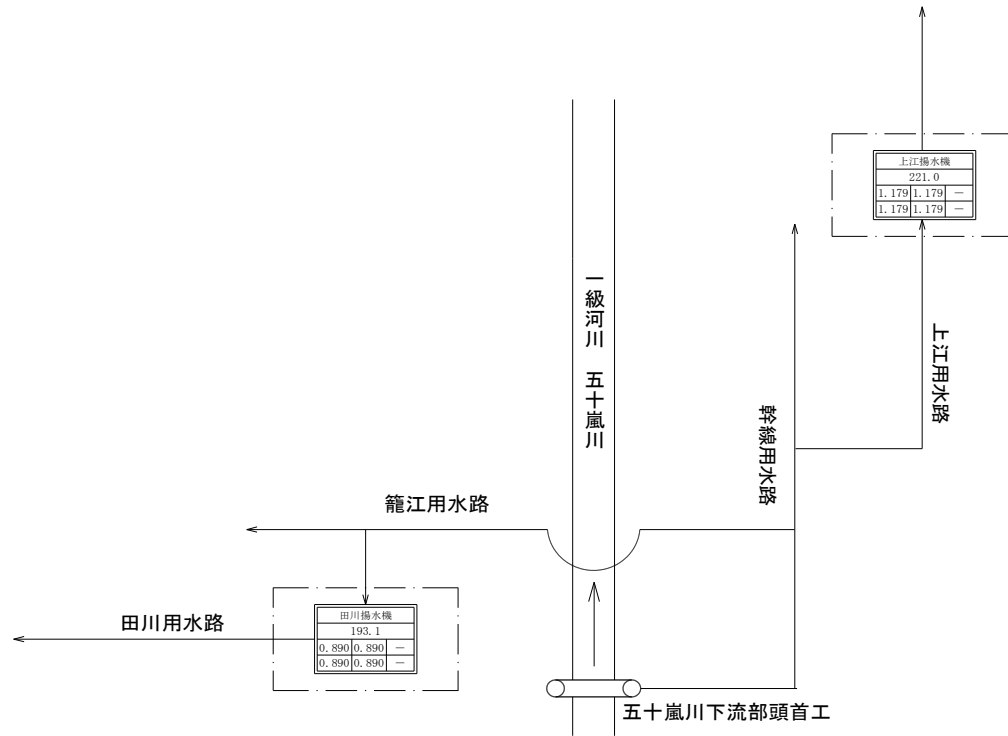 上江揚水機
221.0
1.179 1.179 －
1.179 1.179 －
一級河川 五十嵐川
上江用水路
幹線用水路
籠江用水路
田川用水路
田川揚水機
193.1
0.890 0.890 －
0.890 0.890 －
五十嵐川下流部頭首工